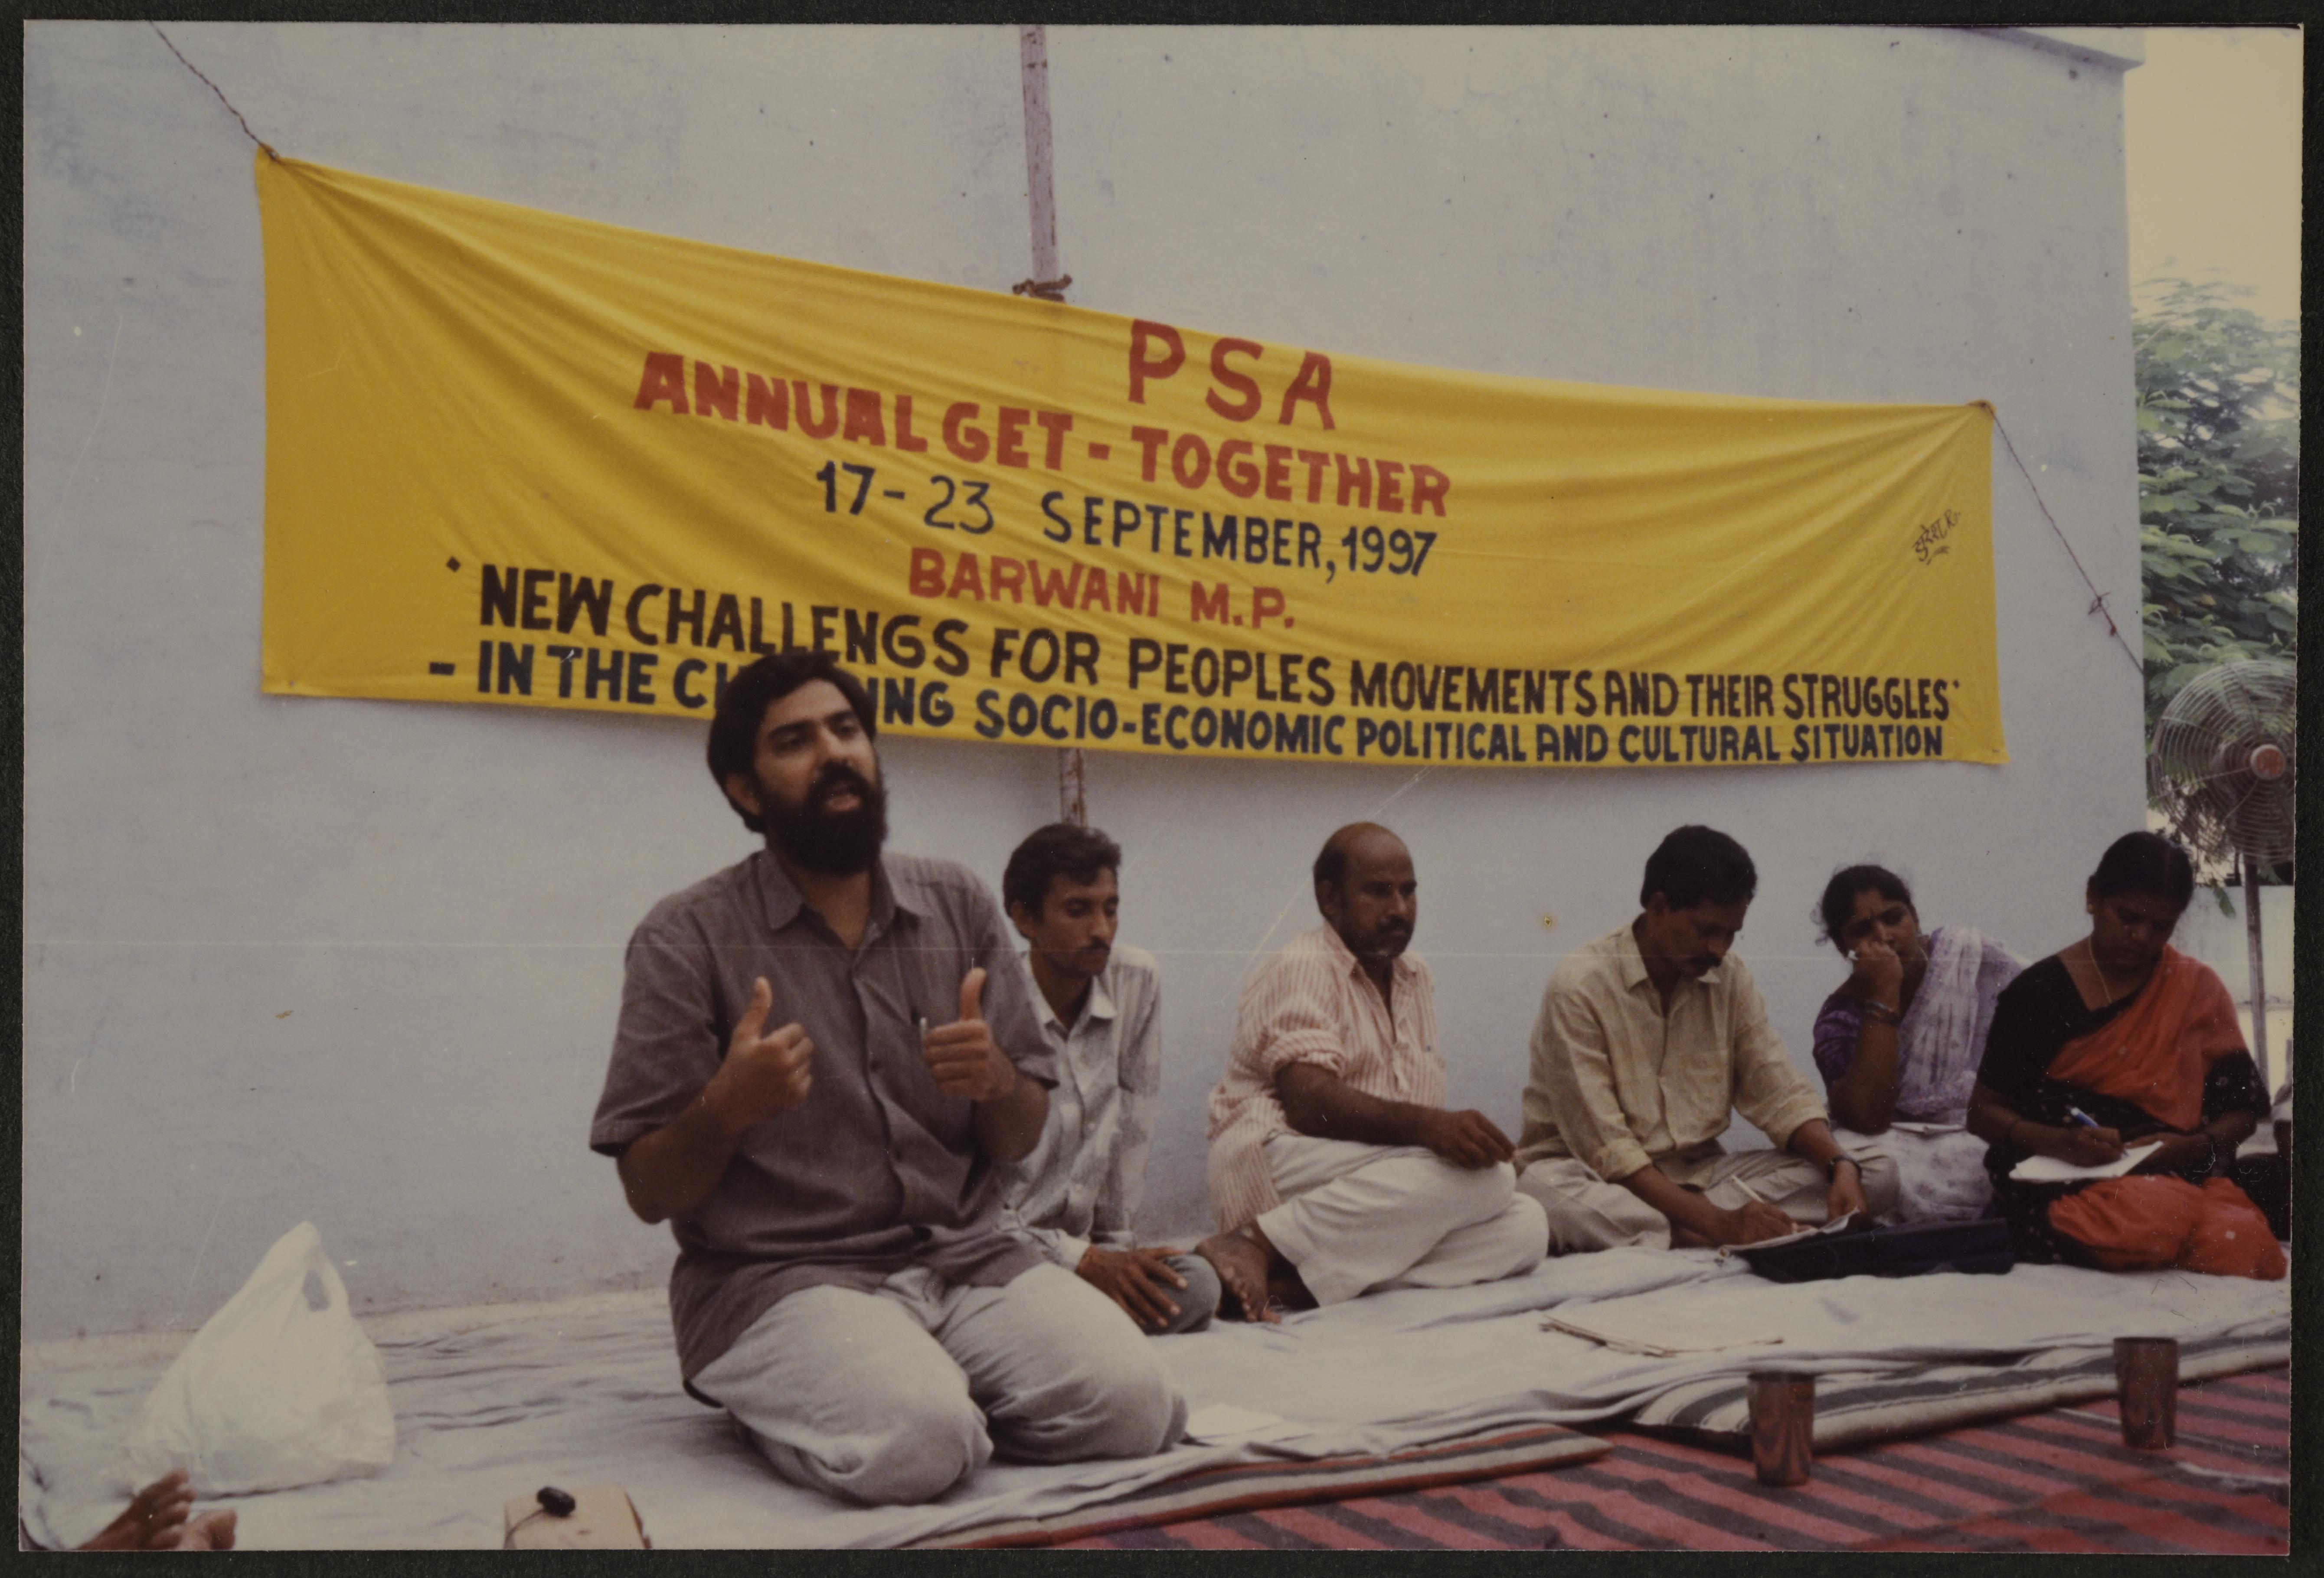 PSA
ANNUAL GET - TOGETHER
17 - 23 SEPTEMBER, 1997
BARWANI M.P.
'NEW CHALLENGS FOR PEOPLES MOVEMENTS AND THEIR STRUGGLES'
- IN THE SOCIO-ECONOMIC POLITICAL AND CULTURAL SITUATION